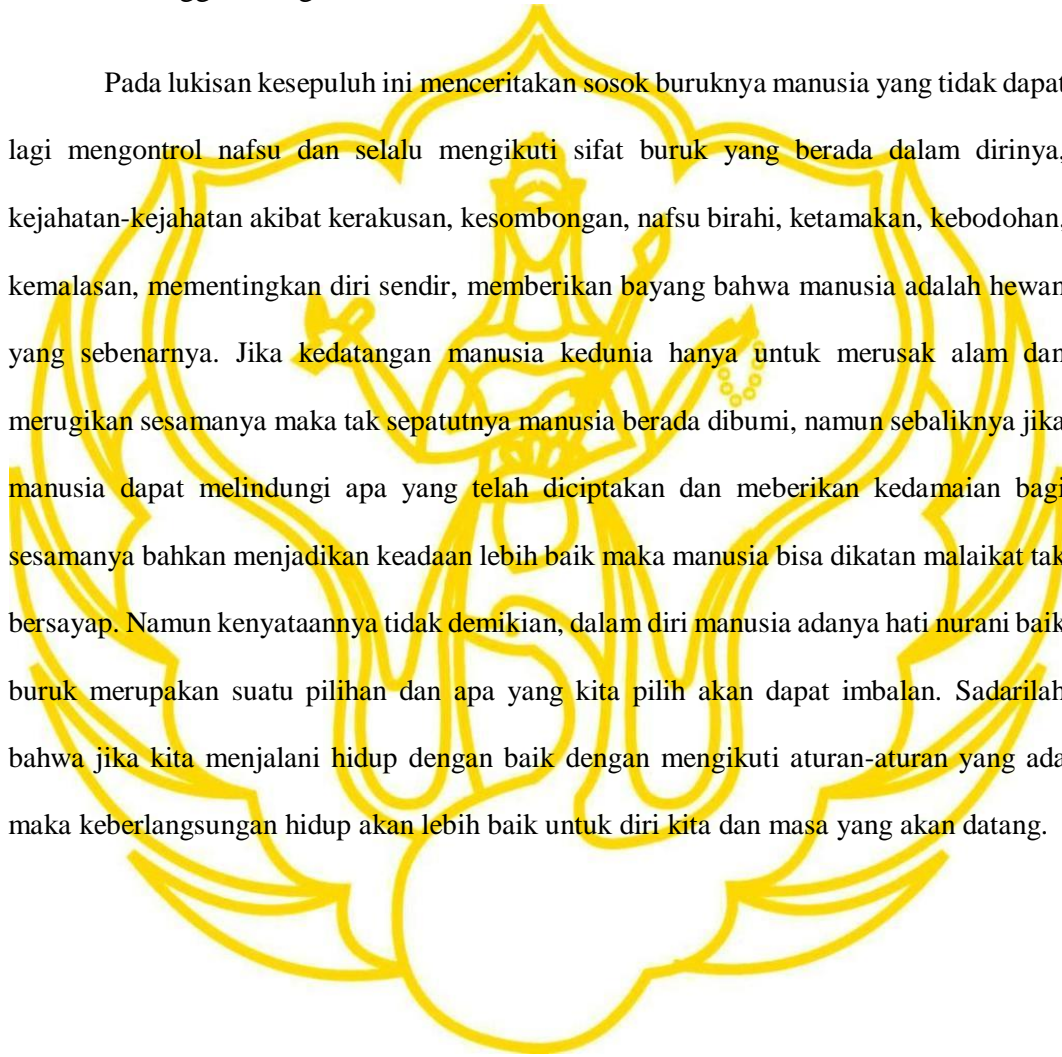 Pada lukisan kesepuluh ini menceritakan sosok buruknya manusia yang tidak dapat
lagi mengontrol nafsu dan selalu mengikuti sifat buruk yang berada dalam dirinya,
kejahatan-kejahatan akibat kerakusan, kesombongan, nafsu birahi, ketamakan, kebodohan,
kemalasan, mementingkan diri sendir, memberikan bayang bahwa manusia adalah hewan
yang sebenarnya. Jika kedatangan manusia kedunia hanya untuk merusak alam dan
merugikan sesamanya maka tak sepatutnya manusia berada dibumi, namun sebaliknya jika
manusia dapat melindungi apa yang telah diciptakan dan meberikan kedamaian bagi
sesamanya bahkan menjadikan keadaan lebih baik maka manusia bisa dikatan malaikat tak
bersayap. Namun kenyataannya tidak demikian, dalam diri manusia adanya hati nurani baik
buruk merupakan suatu pilihan dan apa yang kita pilih akan dapat imbalan. Sadarilah
bahwa jika kita menjalani hidup dengan baik dengan mengikuti aturan-aturan yang ada
maka keberlangsungan hidup akan lebih baik untuk diri kita dan masa yang akan datang.